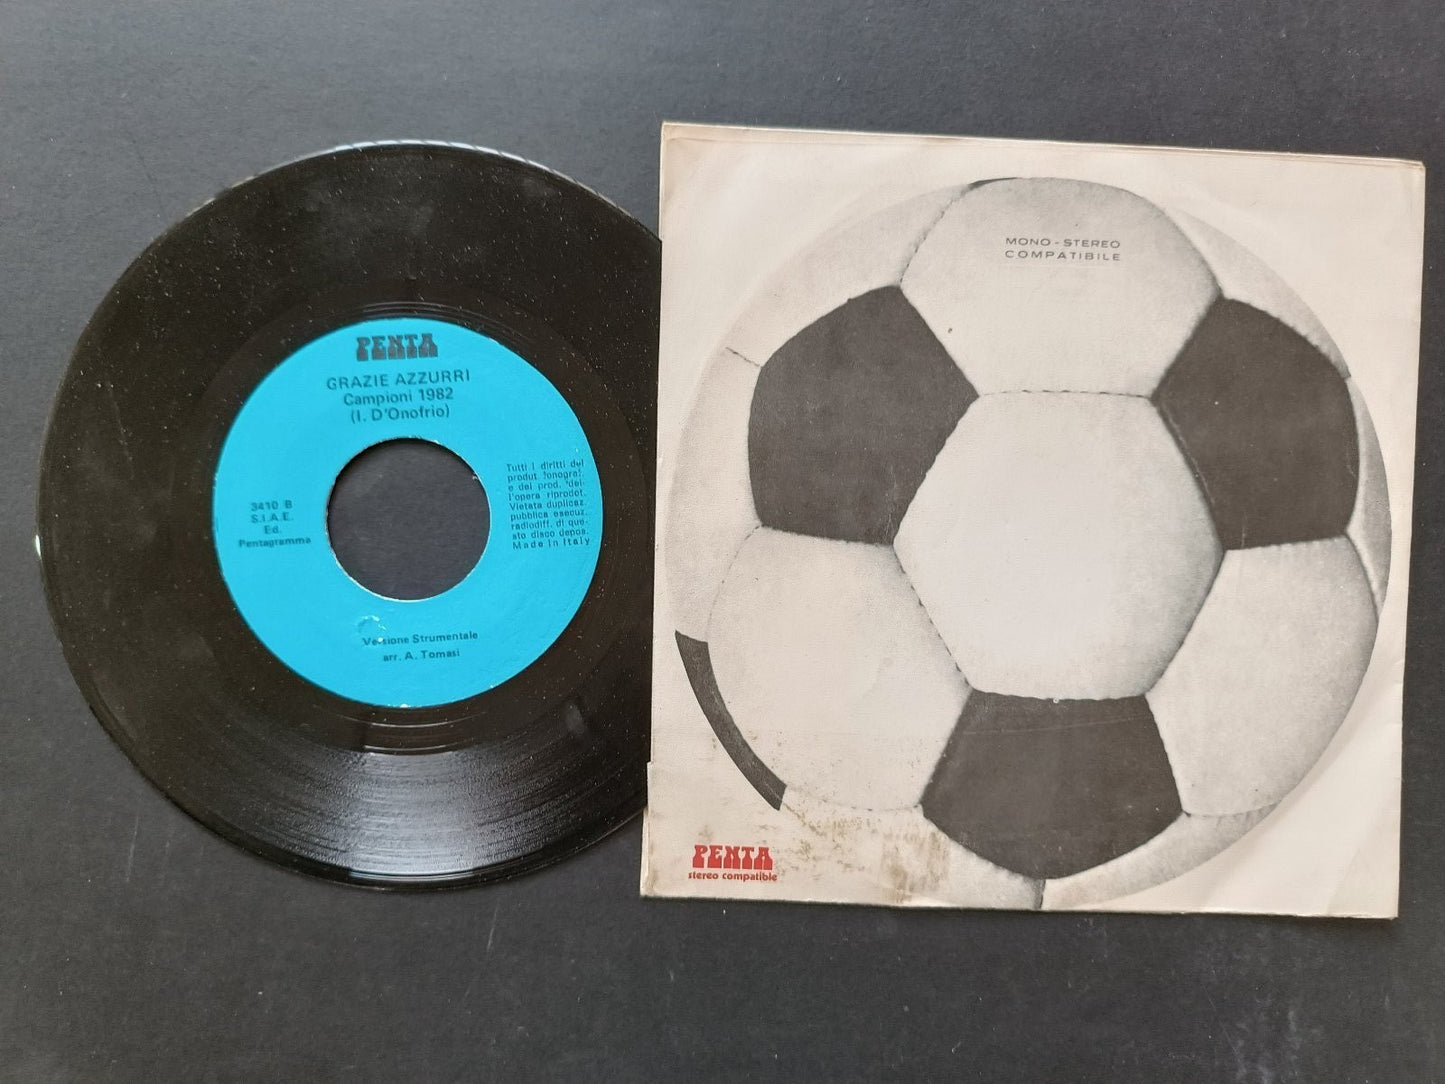 PENTA
GRAZIE AZZURRI
Campioni 1982
(I. D'Onofrio)
3410 B
S.I.A.E.
Ed.
Pentagramma
Tutti i diritti del
produt. fonograf.
e del prod. del-
l'opera riprodot.
Vietata duplicaz.
pubblica esecuz.
radiodiff. di que-
sto disco depos.
Made in Italy
Versione Strumentale
arr. A. Tomasi
MONO - STEREO
COMPATIBILE
PENTA
stereo compatible